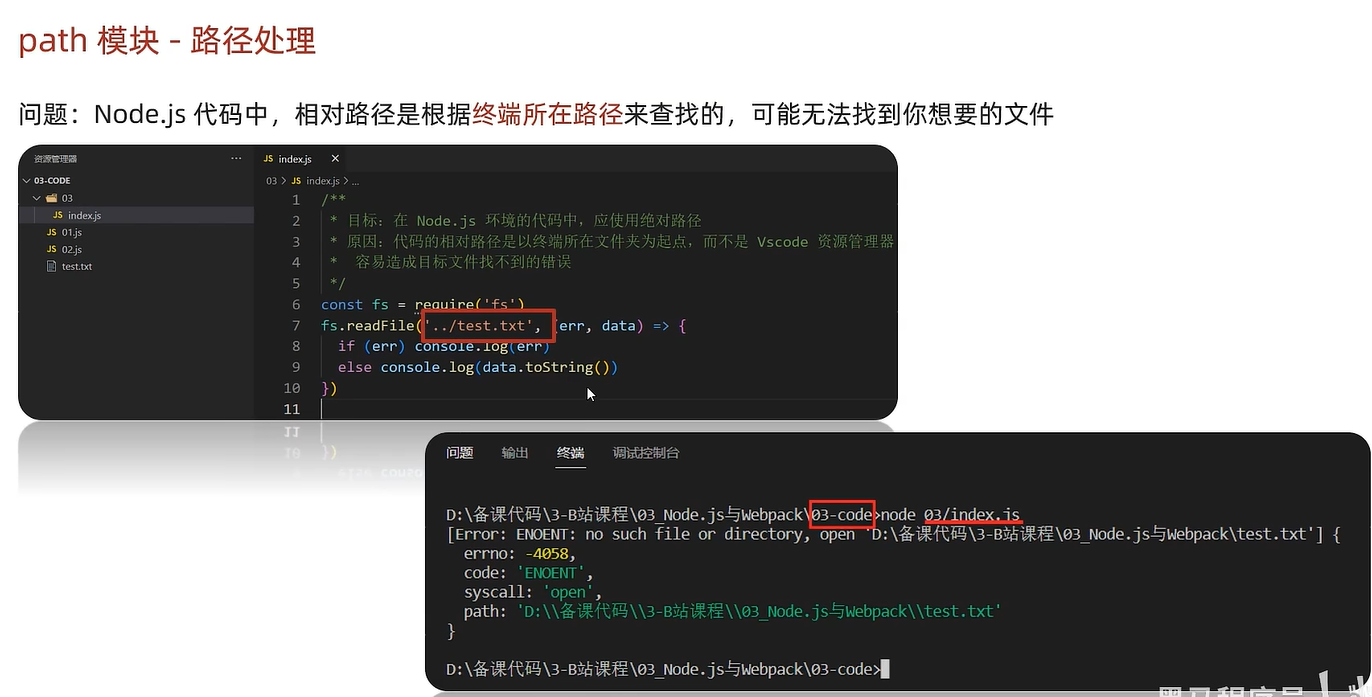 path 模块 - 路径处理
问题：Node.js 代码中，相对路径是根据终端所在路径来查找的，可能无法找到你想要的文件
资源管理器 ···
03-CODE
03
JS index.js
JS 01.js
JS 02.js
test.txt
JS index.js ×
03 > JS index.js > ...
1 /**
2 * 目标：在 Node.js 环境的代码中，应使用绝对路径
3 * 原因：代码的相对路径是以终端所在文件夹为起点，而不是 Vscode 资源管理器
4 * 容易造成目标文件找不到的错误
5 */
6 const fs = require('fs')
7 fs.readFile('../test.txt', (err, data) => {
8 if (err) console.log(err)
9 else console.log(data.toString())
10 })
11
问题 输出 终端 调试控制台
D:\备课代码\3-B站课程\03_Node.js与Webpack\03-code>node 03/index.js
[Error: ENOENT: no such file or directory, open 'D:\备课代码\3-B站课程\03_Node.js与Webpack\test.txt'] {
errno: -4058,
code: 'ENOENT',
syscall: 'open',
path: 'D:\\备课代码\\3-B站课程\\03_Node.js与Webpack\\test.txt'
}
D:\备课代码\3-B站课程\03_Node.js与Webpack\03-code>